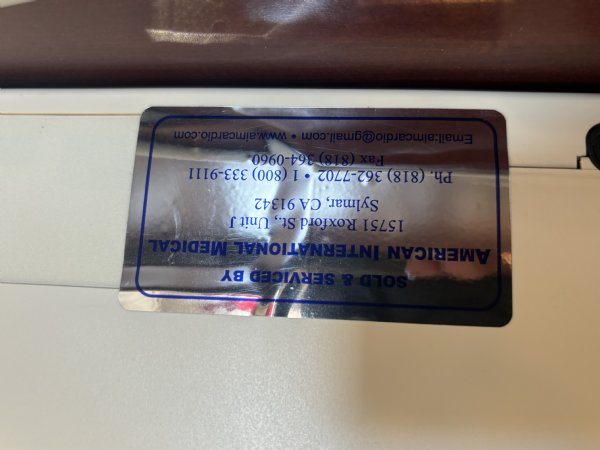 SOLD & SERVICED BY
AMERICAN INTERNATIONAL MEDICAL
15751 Roxford St., Unit J
Sylmar, CA 91342
Ph. (818) 362-7702 • 1 (800) 333-9111
Fax (818) 364-0960
Email:aimcardio@gmail.com • www.aimcardio.com